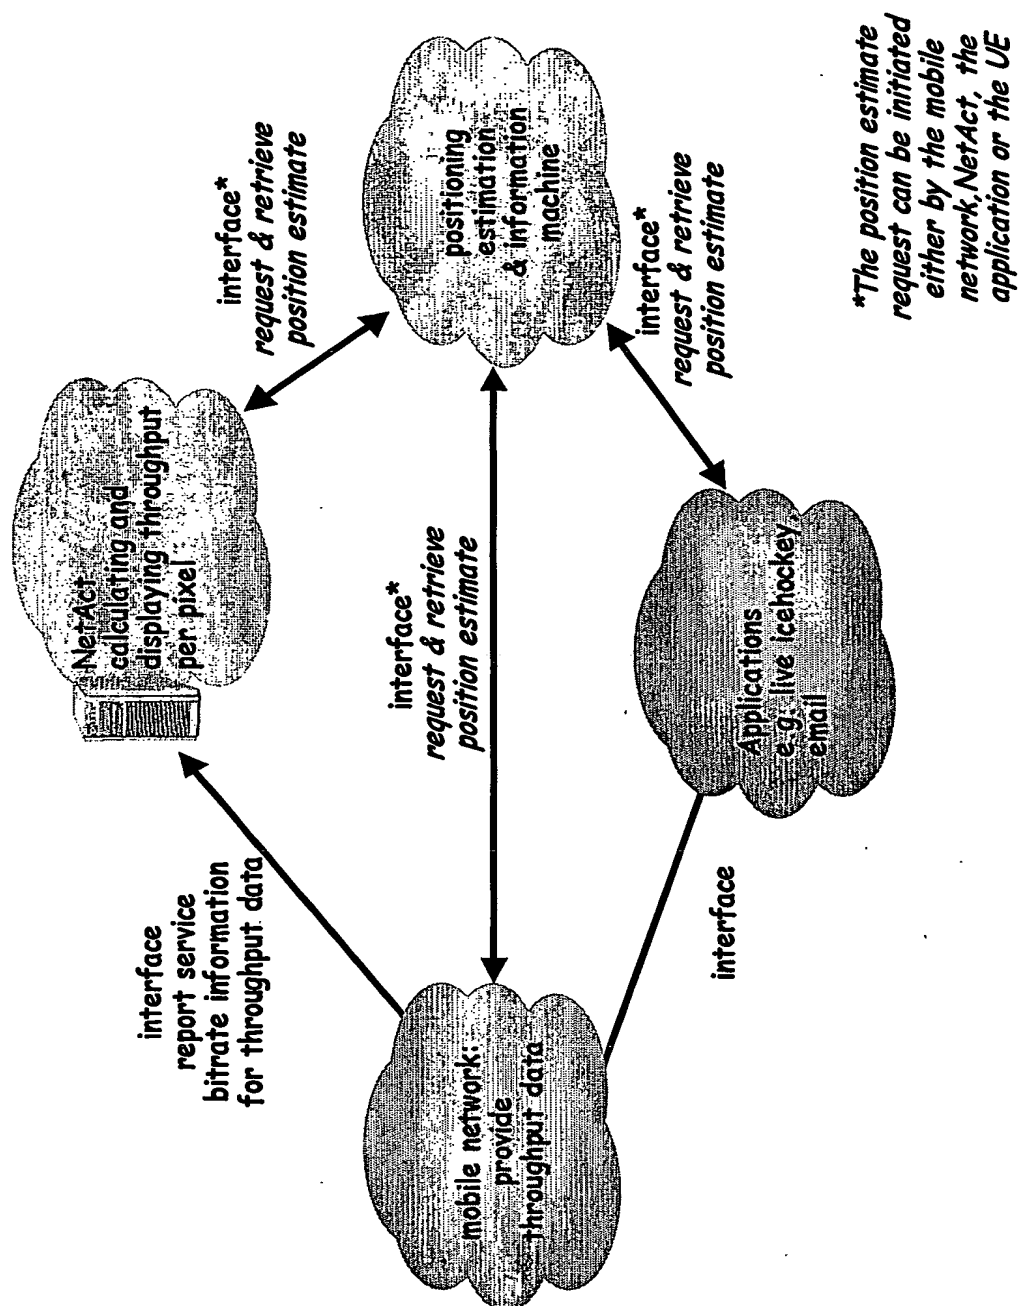 NetAct
calculating and
displaying throughput
per pixel
interface
report service
bitrate information
for throughput data
interface*
request & retrieve
position estimate
mobile network:
provide
throughput data
interface*
request & retrieve
position estimate
positioning
estimation
& information
machine
interface
Applications
e.g. live icehockey,
email
interface*
request & retrieve
position estimate
*The position estimate
request can be initiated
either by the mobile
network, NetAct, the
application or the UE